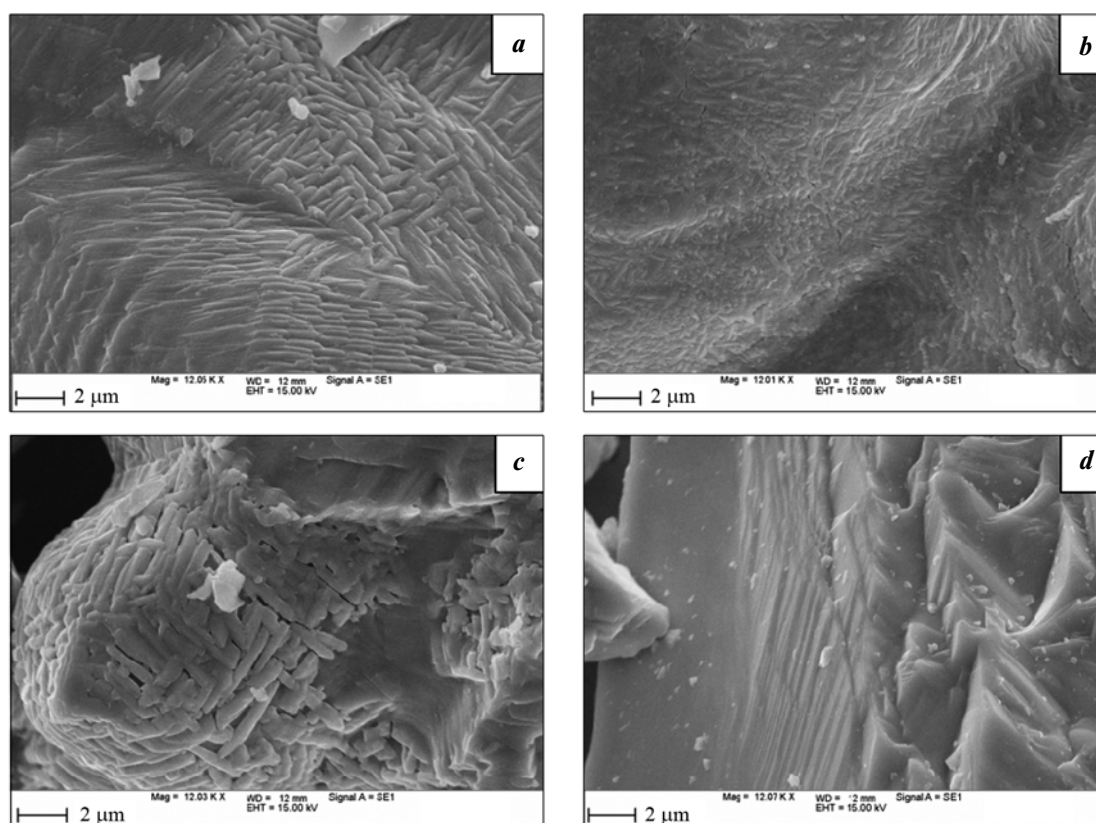 a
b
Mag = 12.05 K X WD = 12 mm Signal A = SE1
EHT = 15.00 kV
2 μm
Mag = 12.01 K X WD = 12 mm Signal A = SE1
EHT = 15.00 kV
2 μm
c
d
Mag = 12.03 K X WD = 12 mm Signal A = SE1
EHT = 15.00 kV
2 μm
Mag = 12.07 K X WD = 12 mm Signal A = SE1
EHT = 15.00 kV
2 μm